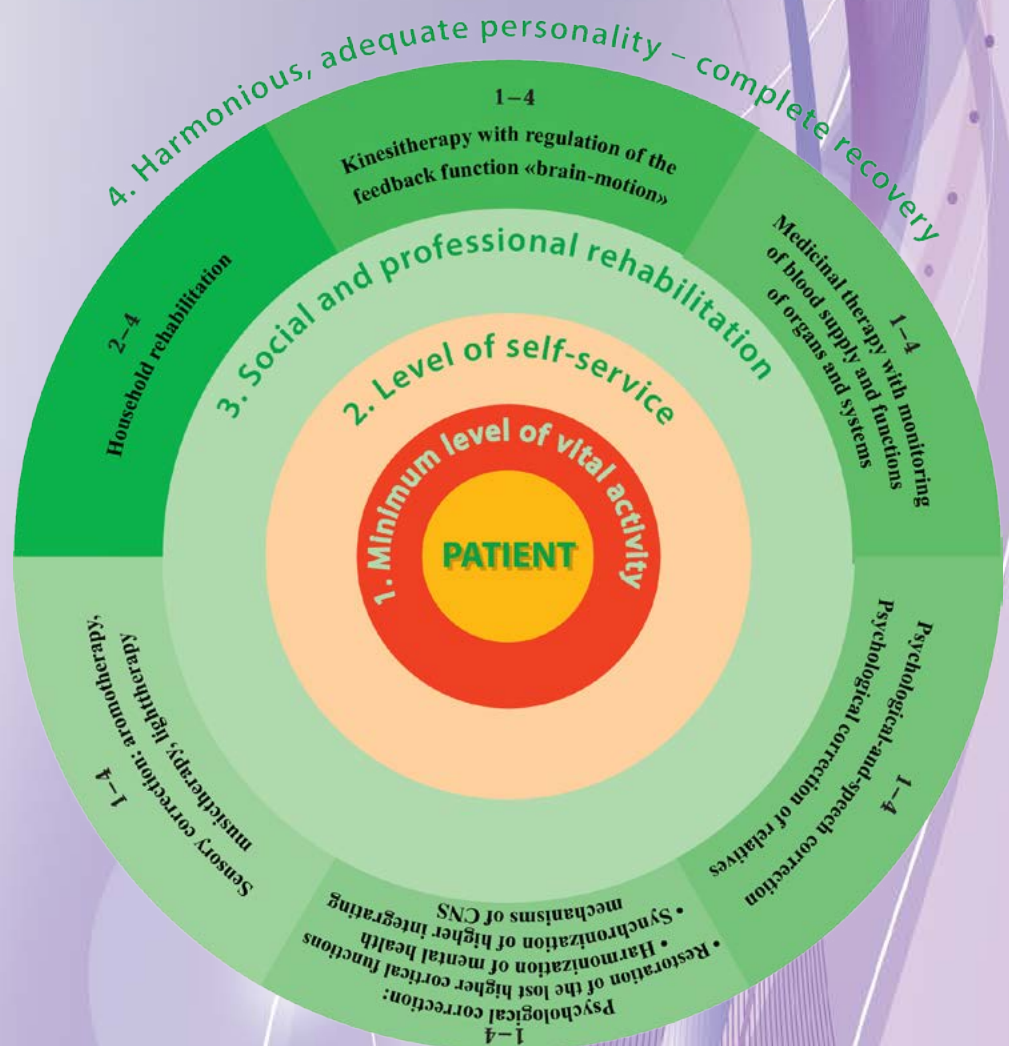 4. Harmonious, adequate personality – complete recovery
1–4
Kinesitherapy with regulation of the
feedback function «brain-motion»
1–4
Medicinal therapy with monitoring
of blood supply and functions
of organs and systems
1–4
Psychological-and-speech correction
Psychological correction of relatives
1–4
Psychological correction:
• Restoration of the lost higher cortical functions
• Harmonization of mental health
• Synchronization of higher integrating
mechanisms of CNS
1–4
Sensory correction: aromotherapy,
musictherapy, lighttherapy
2–4
Household rehabilitation
3. Social and professional rehabilitation
2. Level of self-service
1. Minimum level of vital activity
PATIENT